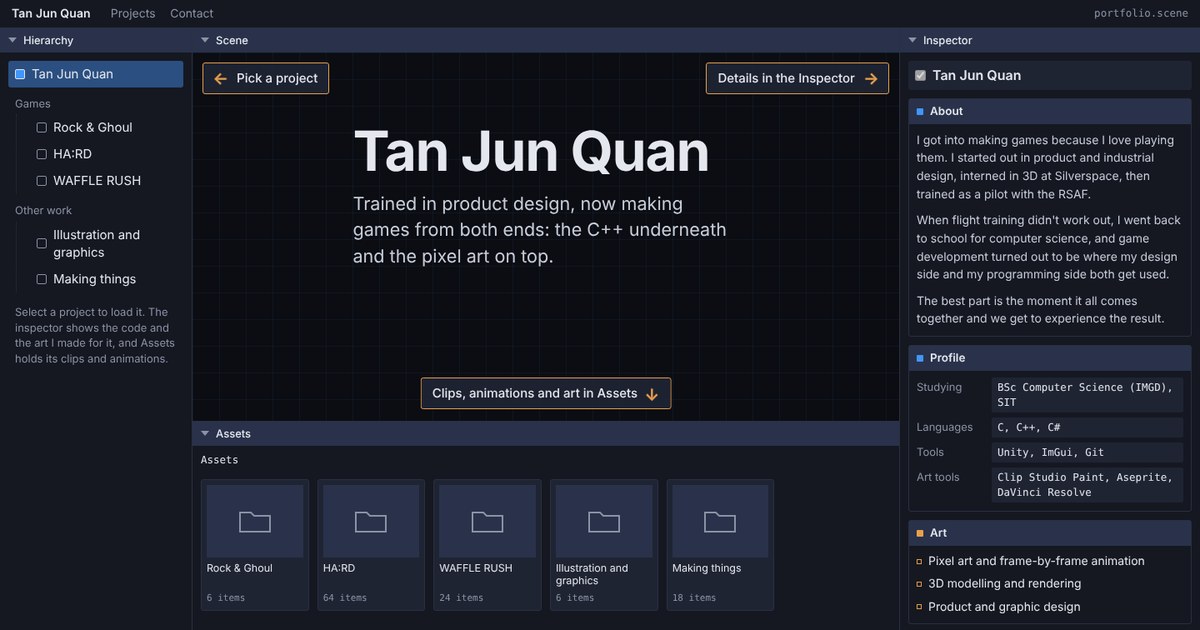 Tan Jun Quan Projects Contact portfolio.scene
Hierarchy
Tan Jun Quan
Games
Rock & Ghoul
HA:RD
WAFFLE RUSH
Other work
Illustration and
graphics
Making things
Select a project to load it. The
inspector shows the code and
the art I made for it, and Assets
holds its clips and animations.
Scene
← Pick a project
Details in the Inspector →
Tan Jun Quan
Trained in product design, now making
games from both ends: the C++ underneath
and the pixel art on top.
Clips, animations and art in Assets ↓
Assets
Assets
Rock & Ghoul
6 items
HA:RD
64 items
WAFFLE RUSH
24 items
Illustration and
graphics
6 items
Making things
18 items
Inspector
Tan Jun Quan
About
I got into making games because I love playing
them. I started out in product and industrial
design, interned in 3D at Silverspace, then
trained as a pilot with the RSAF.
When flight training didn't work out, I went back
to school for computer science, and game
development turned out to be where my design
side and my programming side both get used.
The best part is the moment it all comes
together and we get to experience the result.
Profile
Studying BSc Computer Science (IMGD),
SIT
Languages C, C++, C#
Tools Unity, ImGui, Git
Art tools Clip Studio Paint, Aseprite,
DaVinci Resolve
Art
Pixel art and frame-by-frame animation
3D modelling and rendering
Product and graphic design